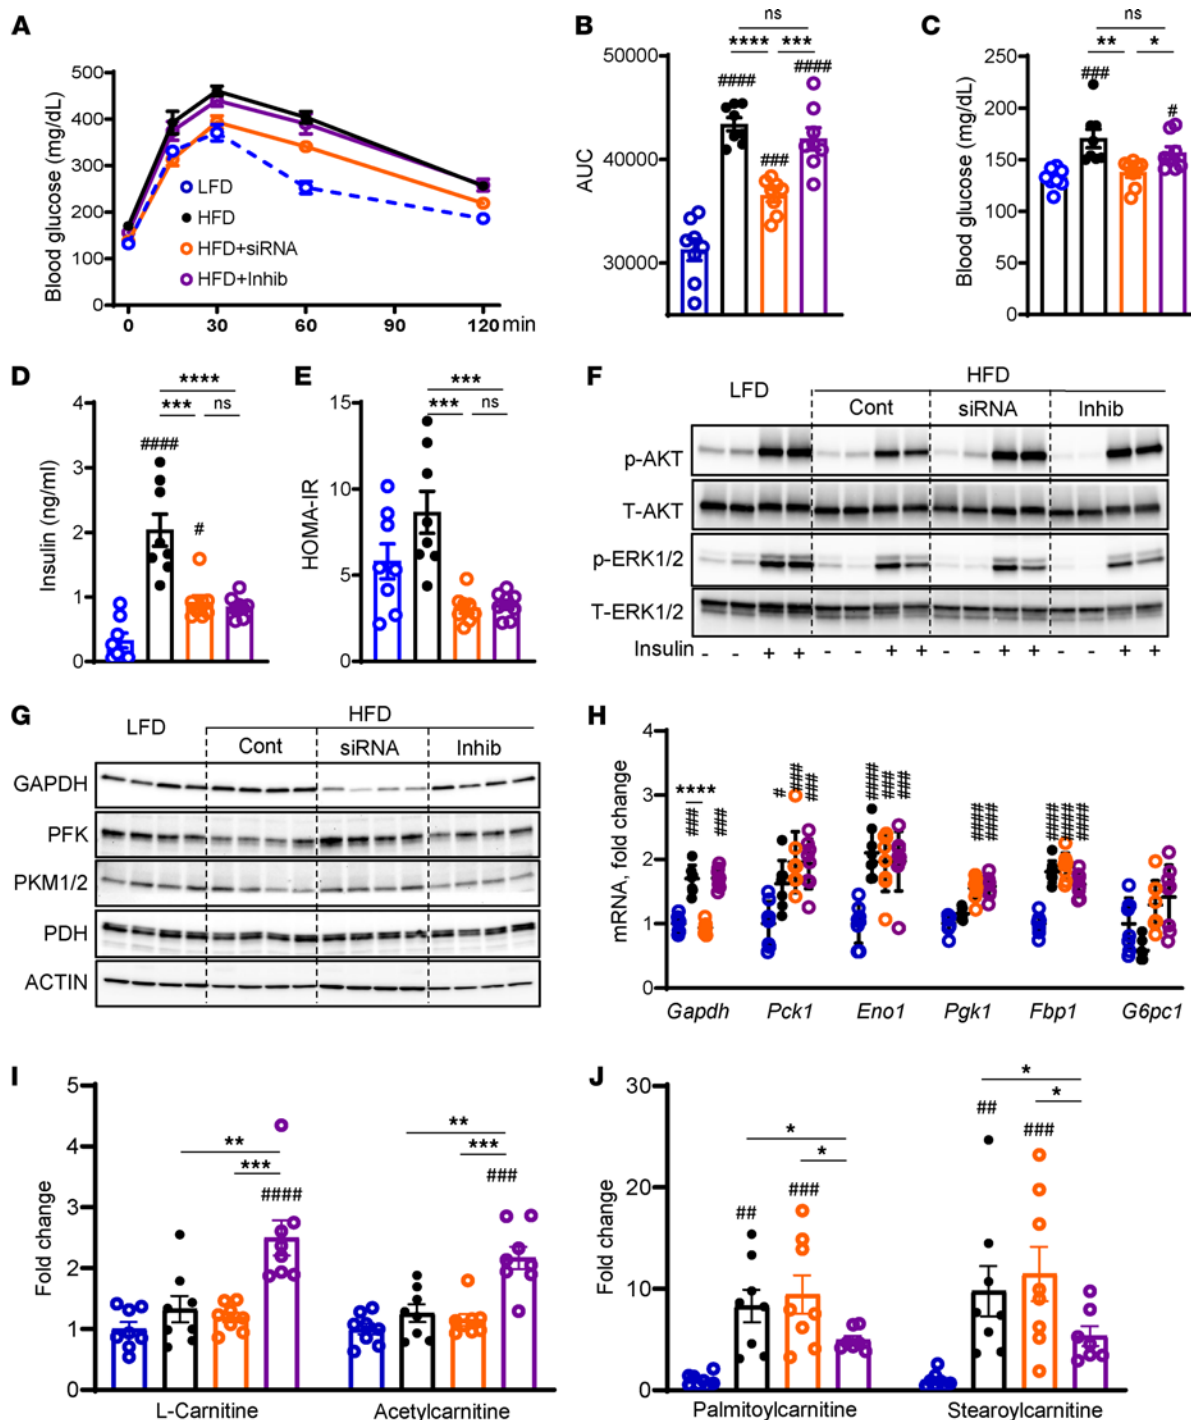 A
Blood glucose (mg/dL)
500
400
300
200
100
0
0 30 60 90 120 min
LFD
HFD
HFD+siRNA
HFD+Inhib
B
AUC
50000
40000
30000
ns
**** ***
#### ####
###
C
Blood glucose (mg/dL)
250
200
150
100
50
0
ns
** *
###
#
D
Insulin (ng/ml)
4
3
2
1
0
****
*** ns
####
#
E
HOMA-IR
15
10
5
0
***
*** ns
F
HFD
LFD Cont siRNA Inhib
p-AKT
T-AKT
p-ERK1/2
T-ERK1/2
Insulin - - + + - - + + - - + + - - + +
G
HFD
LFD Cont siRNA Inhib
GAPDH
PFK
PKM1/2
PDH
ACTIN
H
mRNA, fold change
4
3
2
1
0
****
### ###
# #### ###
#### ### ###
#### ####
#### #### ####
Gapdh Pck1 Eno1 Pgk1 Fbp1 G6pc1
I
Fold change
5
4
3
2
1
0
**
***
####
**
***
###
L-Carnitine Acetylcarnitine
J
Fold change
30
20
10
0
*
*
## ###
*
*
## ###
Palmitoylcarnitine Stearoylcarnitine